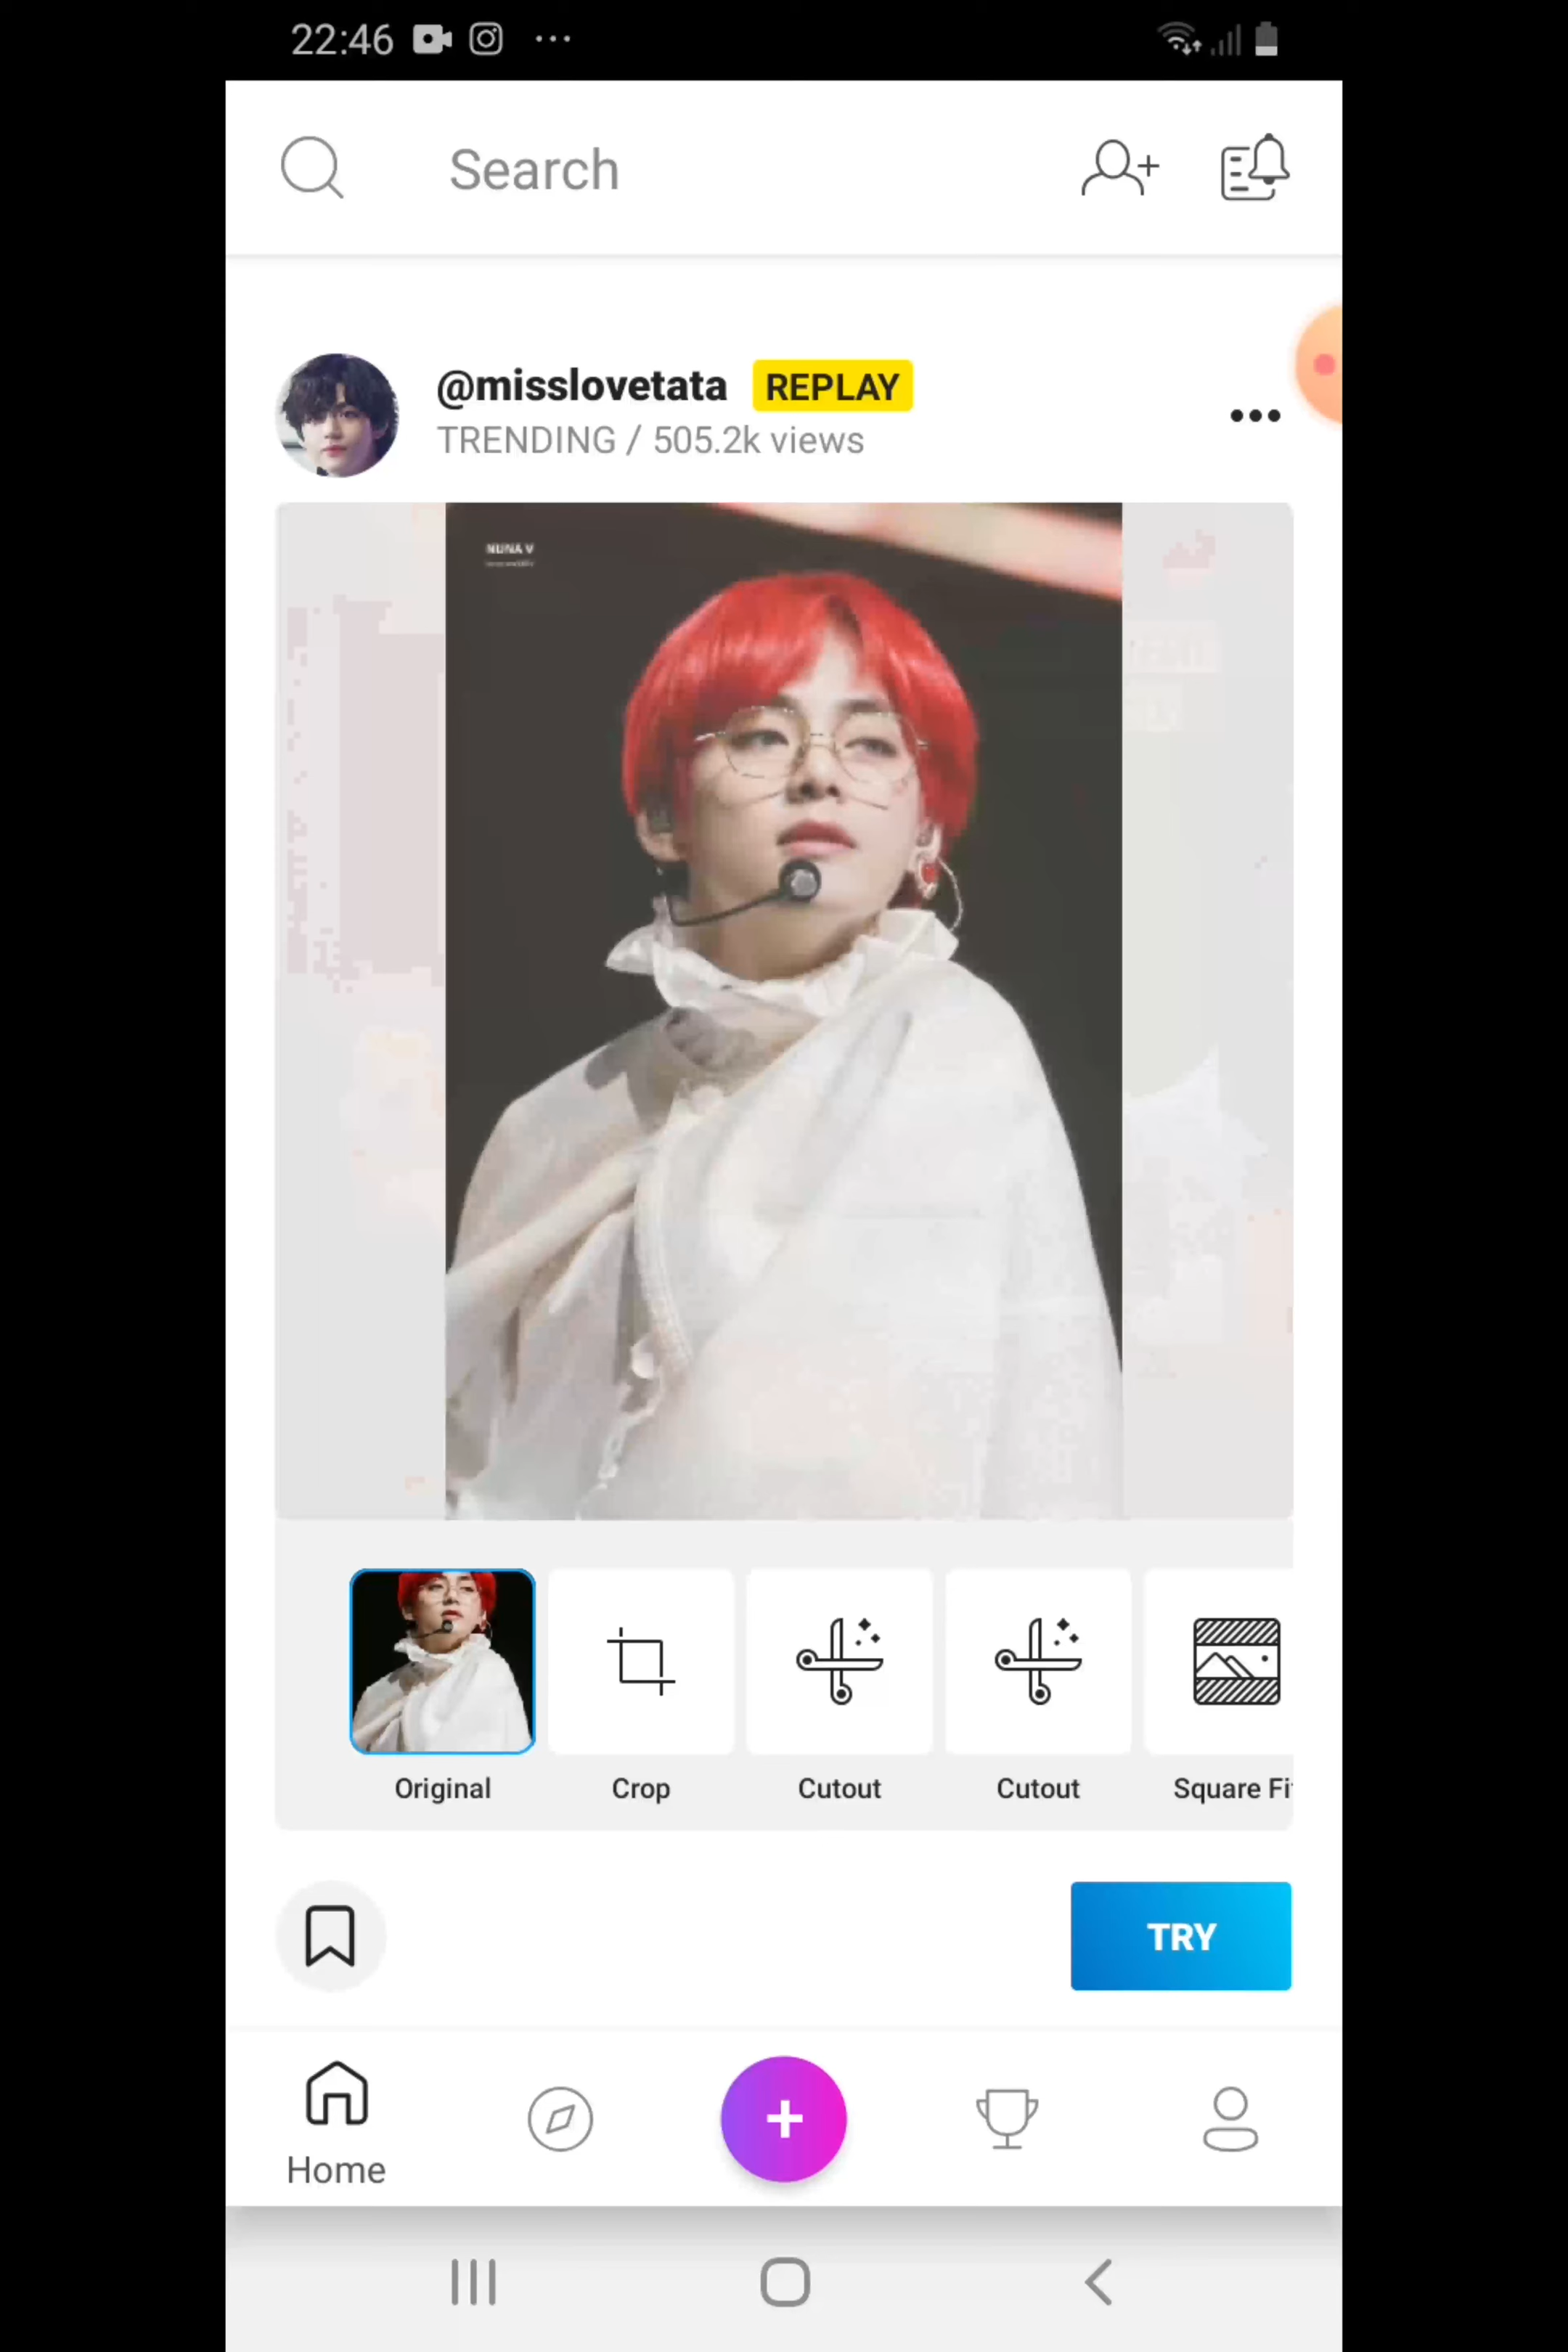 22:46
Search
@misslovetata REPLAY
TRENDING / 505.2k views
NUNA V
Original
Crop
Cutout
Cutout
Square Fi
TRY
Home